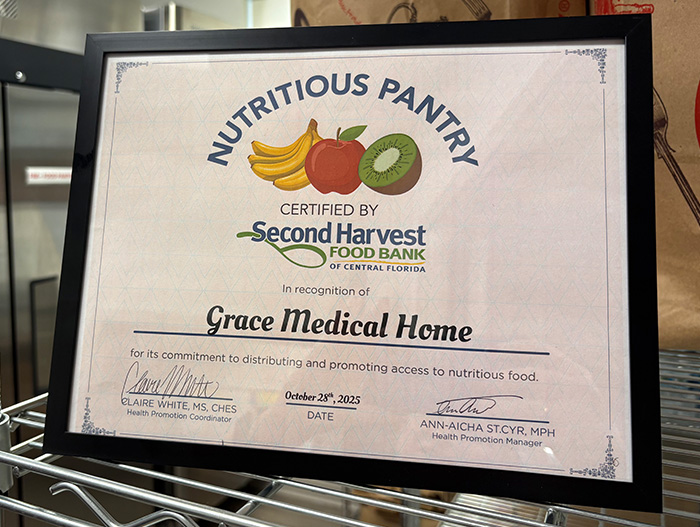 NUTRITIOUS PANTRY
CERTIFIED BY
Second Harvest
FOOD BANK
OF CENTRAL FLORIDA
In recognition of
Grace Medical Home
for its commitment to distributing and promoting access to nutritious food.
CLAIRE WHITE, MS, CHES
Health Promotion Coordinator
October 28th, 2025
DATE
ANN-AICHA ST.CYR, MPH
Health Promotion Manager